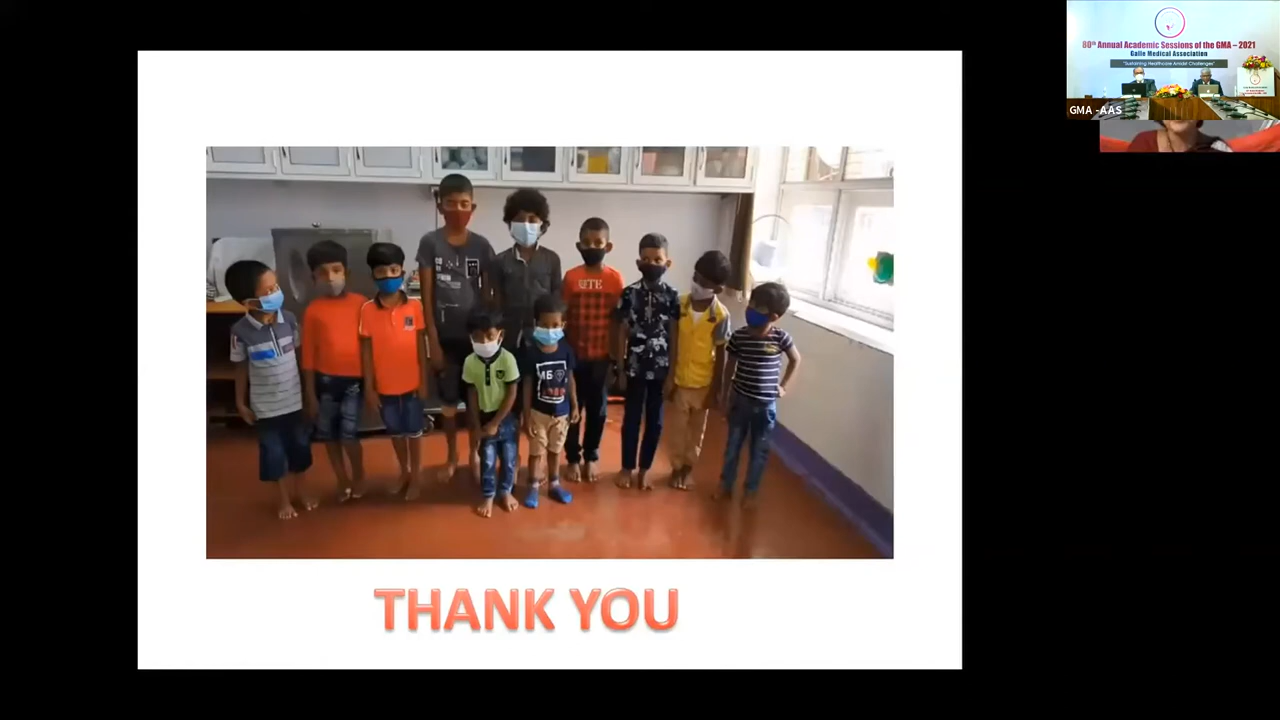 80th Annual Academic Sessions of the GMA – 2021
Galle Medical Association
"Sustaining Healthcare Amidst Challenges"
GMA -AAS
THANK YOU